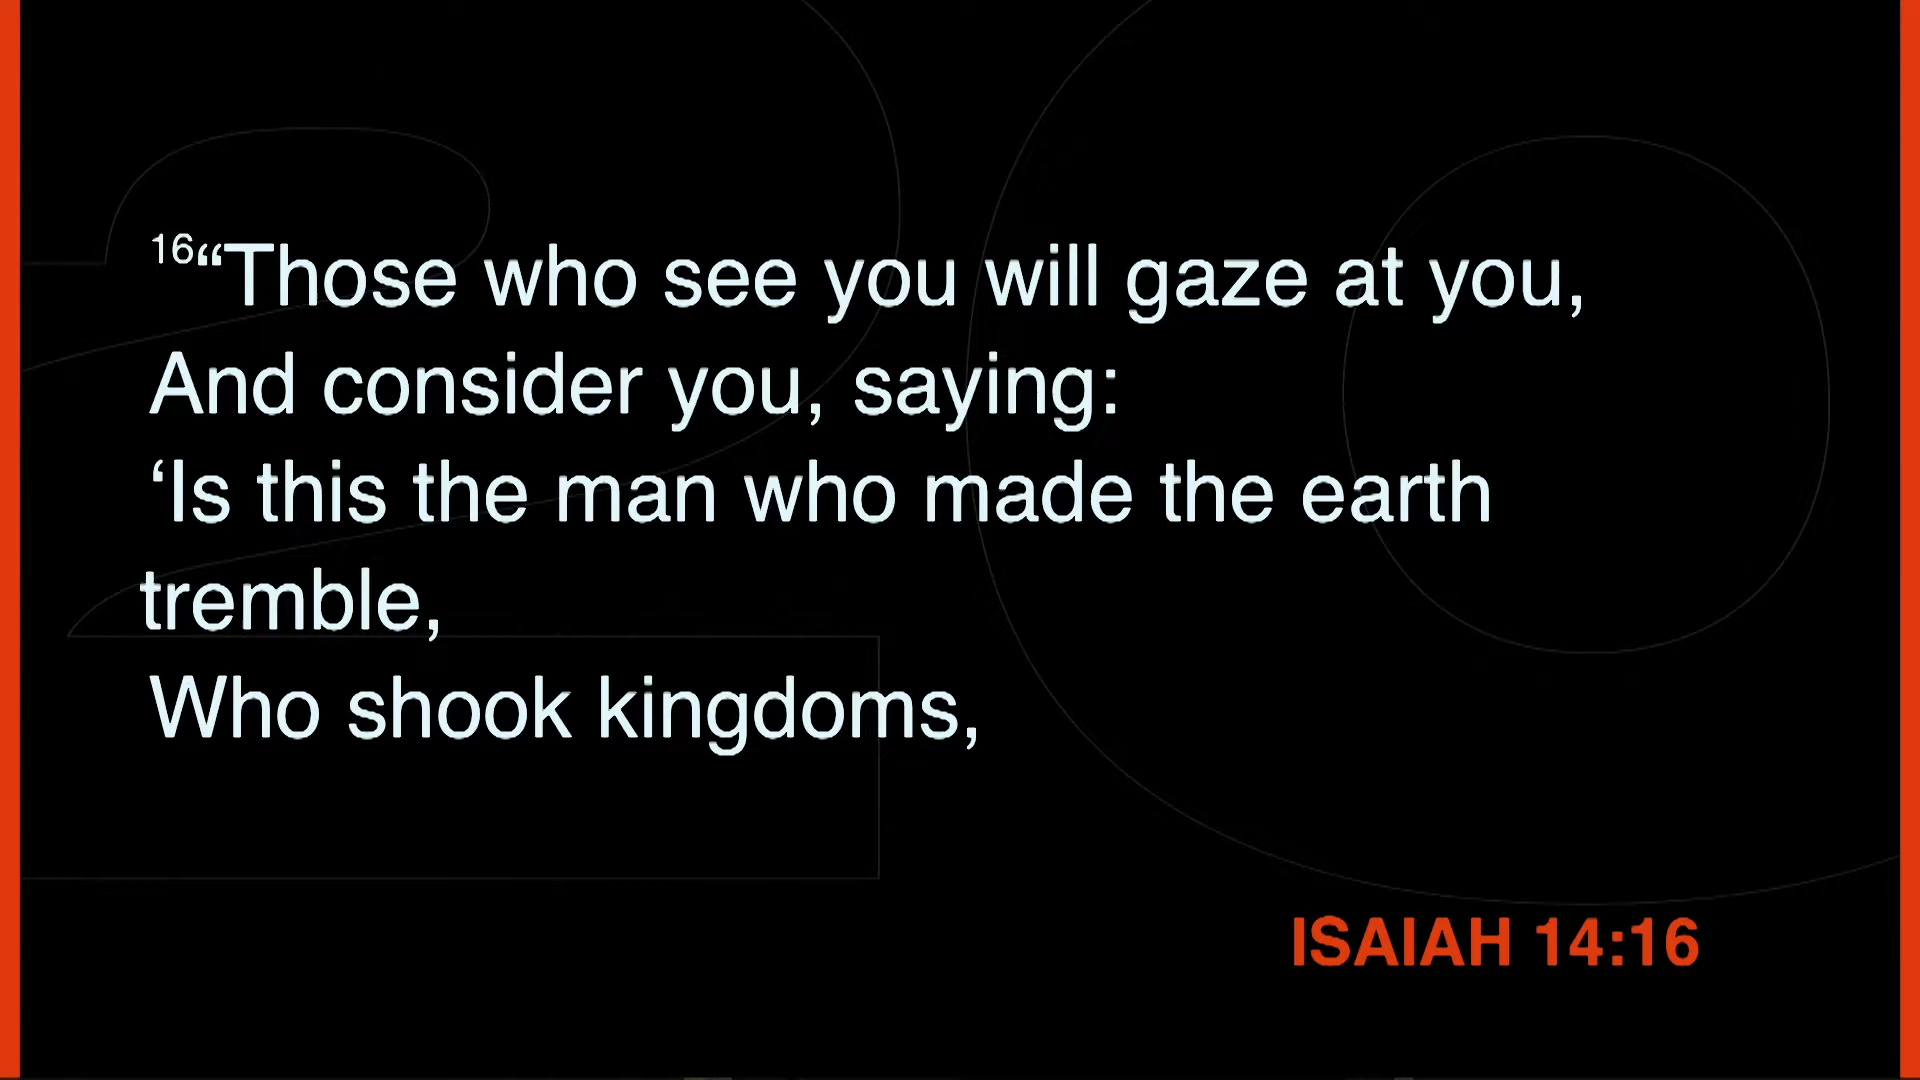 16“Those who see you will gaze at you,
And consider you, saying:
‘Is this the man who made the earth
tremble,
Who shook kingdoms,
ISAIAH 14:16
20